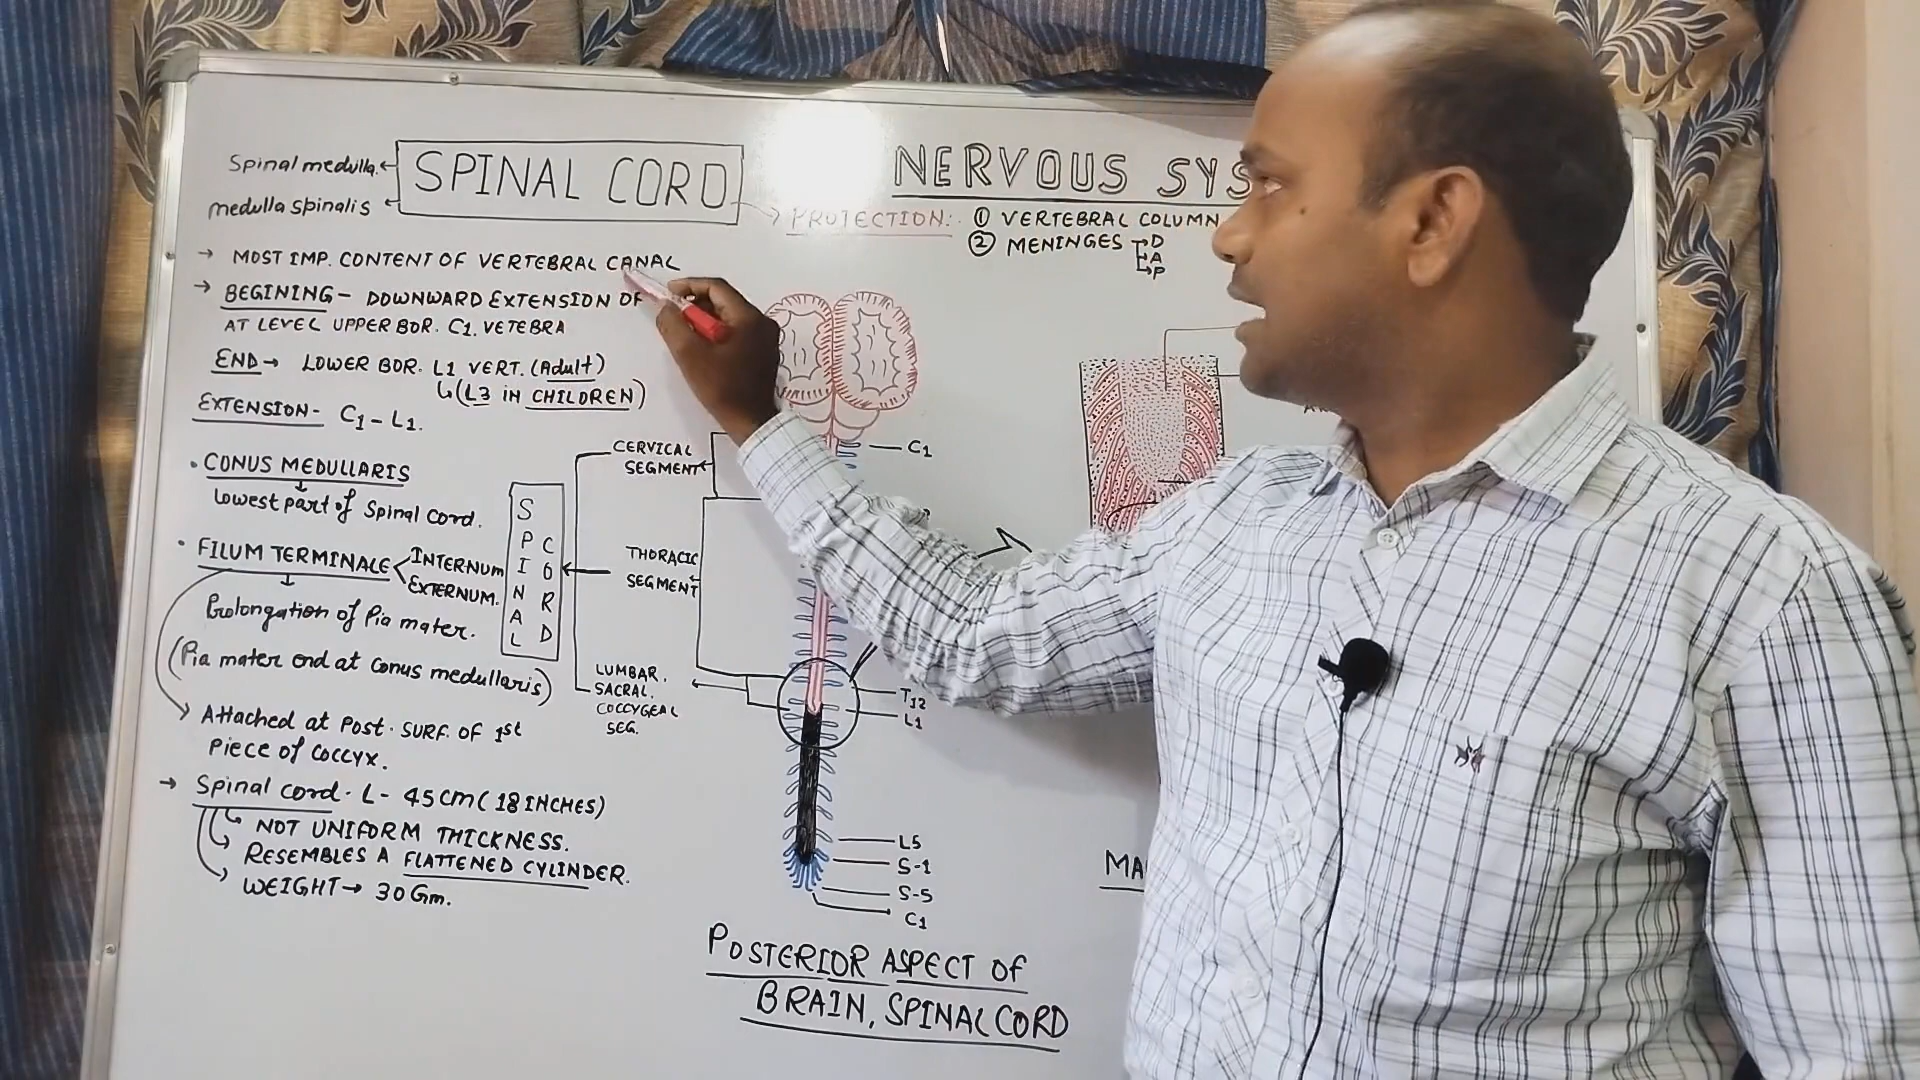 Spinal medulla
medulla spinalis
SPINAL CORD
NERVOUS SYS
PROTECTION:- ① VERTEBRAL COLUMN
② MENINGES D
A
P
→ MOST IMP. CONTENT OF VERTEBRAL CANAL
→ BEGINING - DOWNWARD EXTENSION OF
AT LEVEL UPPER BOR. C1. VETEBRA
END → LOWER BOR. L1 VERT. (Adult)
↳ (L3 IN CHILDREN)
EXTENSION- C1 - L1.
• CONUS MEDULLARIS
↓
Lowest part of Spinal Cord.
• FILUM TERMINALE < INTERNUM
EXTERNUM.
↓
Prolongation of Pia mater.
(Pia mater end at Conus medullaris)
Attached at Post. SURF. OF 1st
Piece of Coccyx.
→ Spinal cord. L- 45 cm (18 INCHES)
NOT UNIFORM THICKNESS.
RESEMBLES A FLATTENED CYLINDER.
WEIGHT → 30 Gm.
SPINAL
CORD
CERVICAL
SEGMENT
THORACIC
SEGMENT
LUMBAR.
SACRAL.
COCCYGEAL
SEG.
C1
T12
L1
L5
S-1
S-5
C1
POSTERIOR ASPECT OF
BRAIN, SPINAL CORD
MA